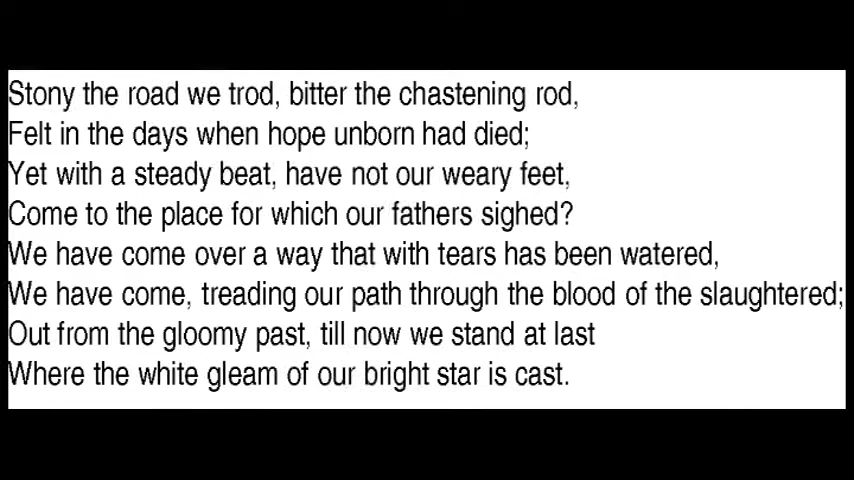 Stony the road we trod, bitter the chastening rod,
Felt in the days when hope unborn had died;
Yet with a steady beat, have not our weary feet,
Come to the place for which our fathers sighed?
We have come over a way that with tears has been watered,
We have come, treading our path through the blood of the slaughtered;
Out from the gloomy past, till now we stand at last
Where the white gleam of our bright star is cast.